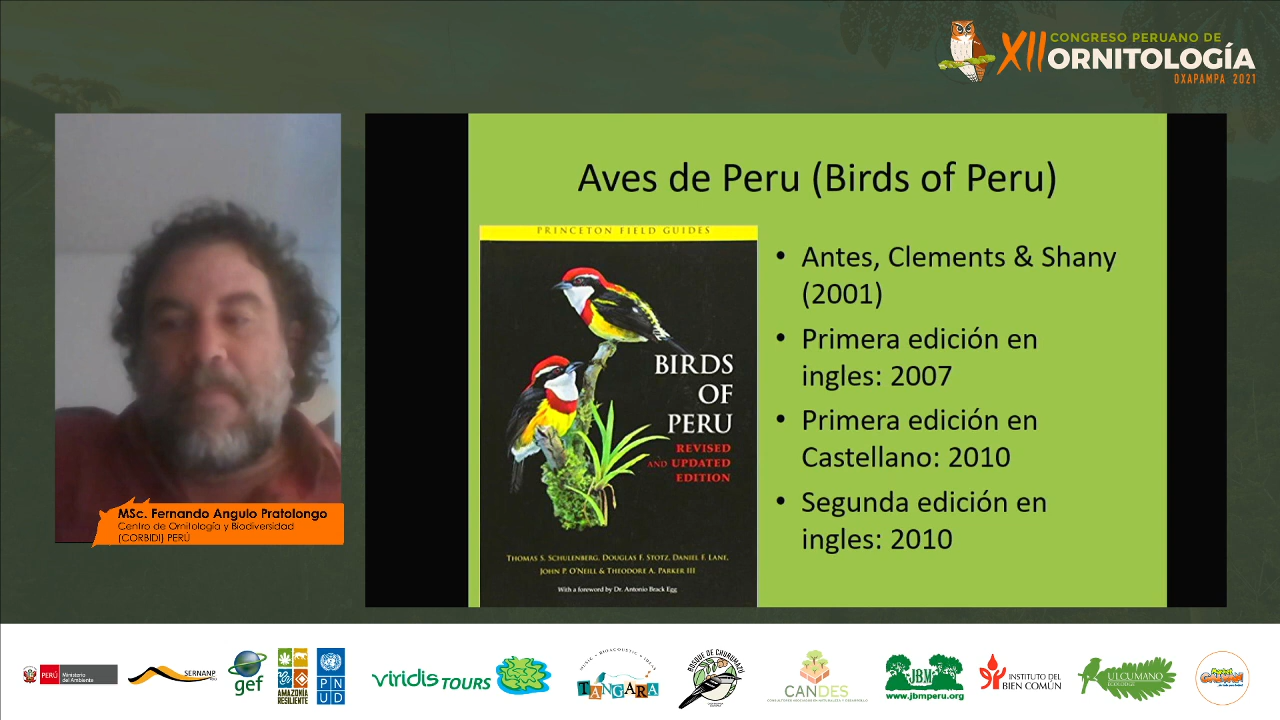 XII CONGRESO PERUANO DE
ORNITOLOGÍA
OXAPAMPA 2021
Aves de Peru (Birds of Peru)
PRINCETON FIELD GUIDES
BIRDS
OF
PERU
REVISED
AND UPDATED
EDITION
THOMAS S. SCHULENBERG, DOUGLAS F. STOTZ, DANIEL F. LANE,
JOHN P. O'NEILL & THEODORE A. PARKER III
With a foreword by Dr. Antonio Brack Egg
• Antes, Clements & Shany
(2001)
• Primera edición en
ingles: 2007
• Primera edición en
Castellano: 2010
• Segunda edición en
ingles: 2010
MSc. Fernando Angulo Pratolongo
Centro de Ornitología y Biodiversidad
(CORBIDI) PERÚ
PERÚ Ministerio
del Ambiente
SERNANP
gef
AMAZONÍA
RESILIENTE
P N
U D
viridis TOURS
TÁNGARA
BOSQUE DE CHURUMAZÚ
CANDES
JBM
www.jbmperu.org
INSTITUTO DEL
BIEN COMÚN
ULCUMANO
ECOLODGE